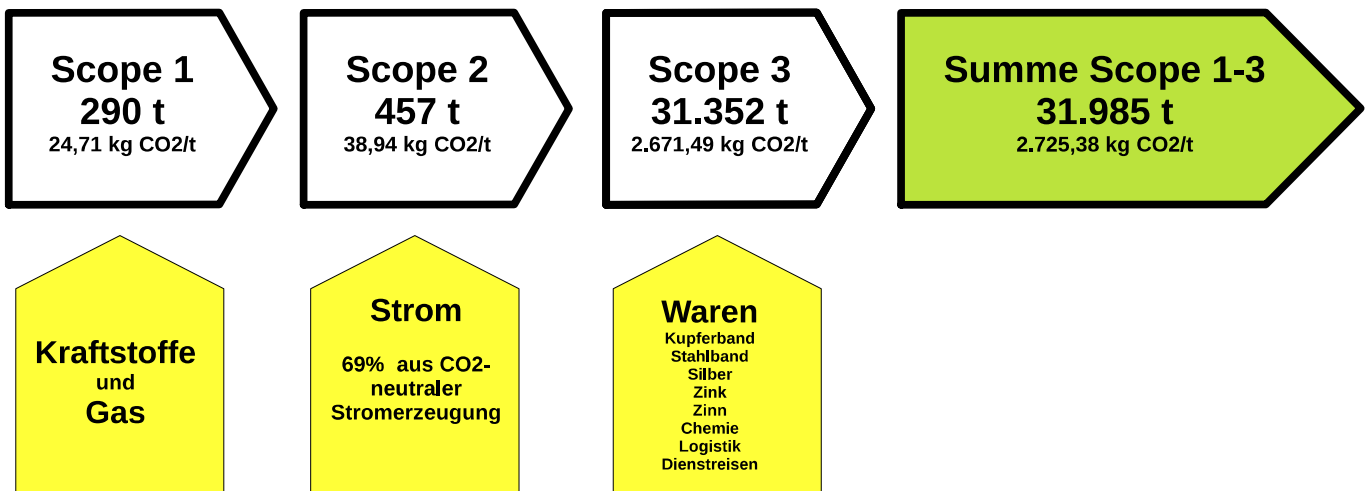 Scope 1
290 t
24,71 kg CO2/t
Scope 2
457 t
38,94 kg CO2/t
Scope 3
31.352 t
2.671,49 kg CO2/t
Summe Scope 1-3
31.985 t
2.725,38 kg CO2/t
Kraftstoffe
und
Gas
Strom
69% aus CO2-
neutraler
Stromerzeugung
Waren
Kupferband
Stahlband
Silber
Zink
Zinn
Chemie
Logistik
Dienstreisen